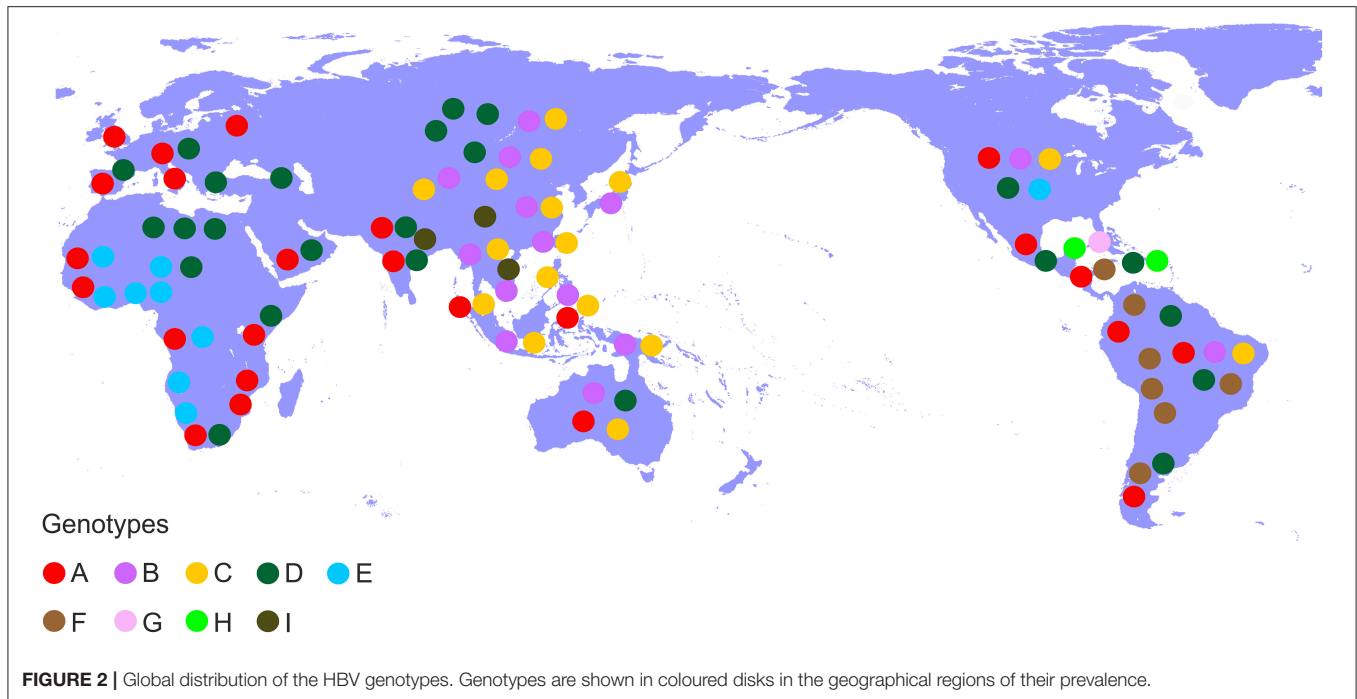 Genotypes
A B C D E
F G H I
FIGURE 2 | Global distribution of the HBV genotypes. Genotypes are shown in coloured disks in the geographical regions of their prevalence.